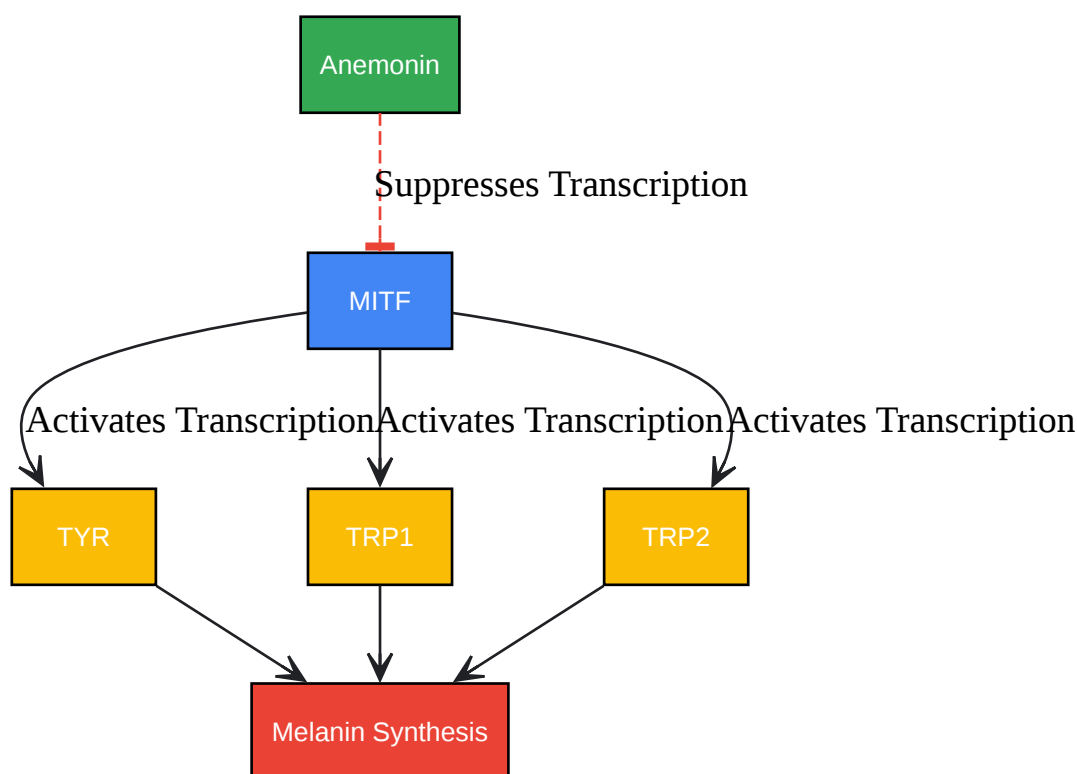 Anemonin
Suppresses Transcription
MITF
Activates Transcription
Activates Transcription
Activates Transcription
TYR
TRP1
TRP2
Melanin Synthesis